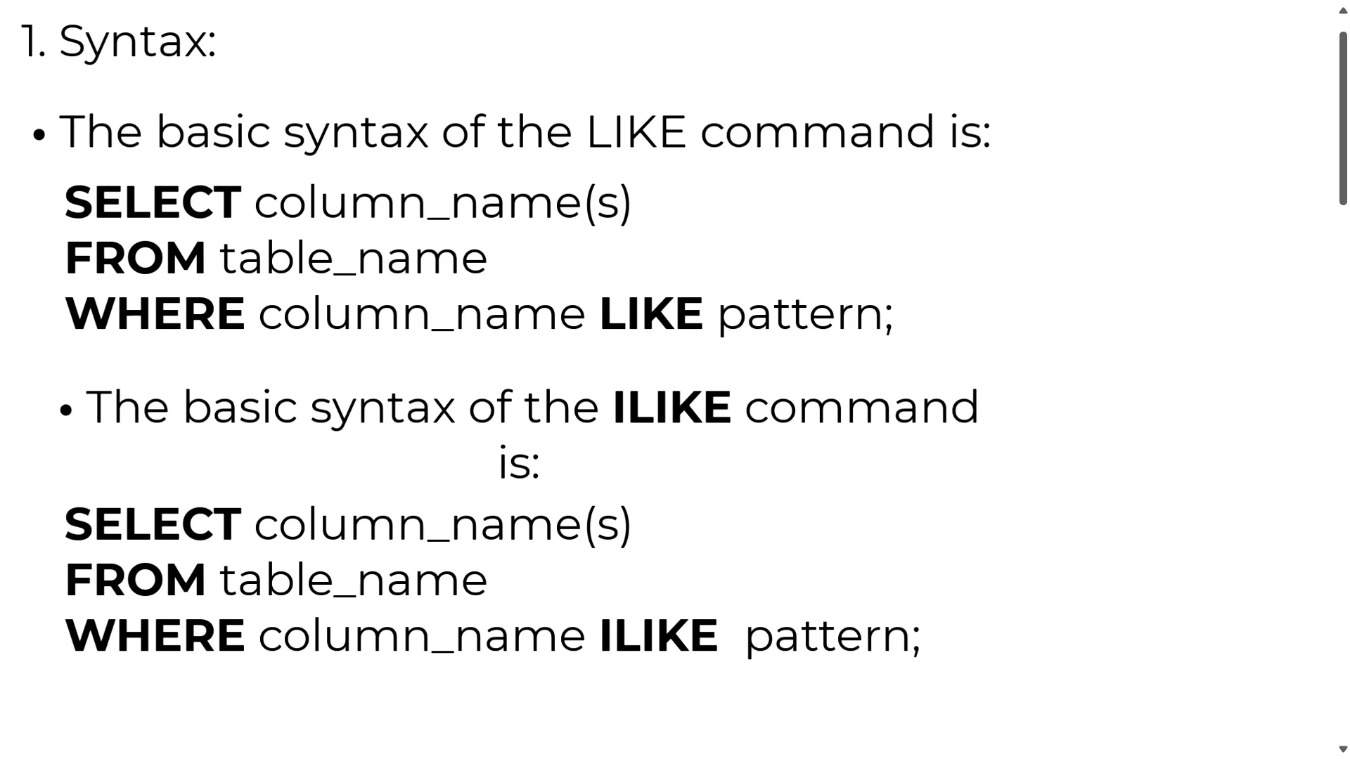 1. Syntax:
• The basic syntax of the LIKE command is:
SELECT column_name(s)
FROM table_name
WHERE column_name LIKE pattern;
• The basic syntax of the ILIKE command
is:
SELECT column_name(s)
FROM table_name
WHERE column_name ILIKE  pattern;